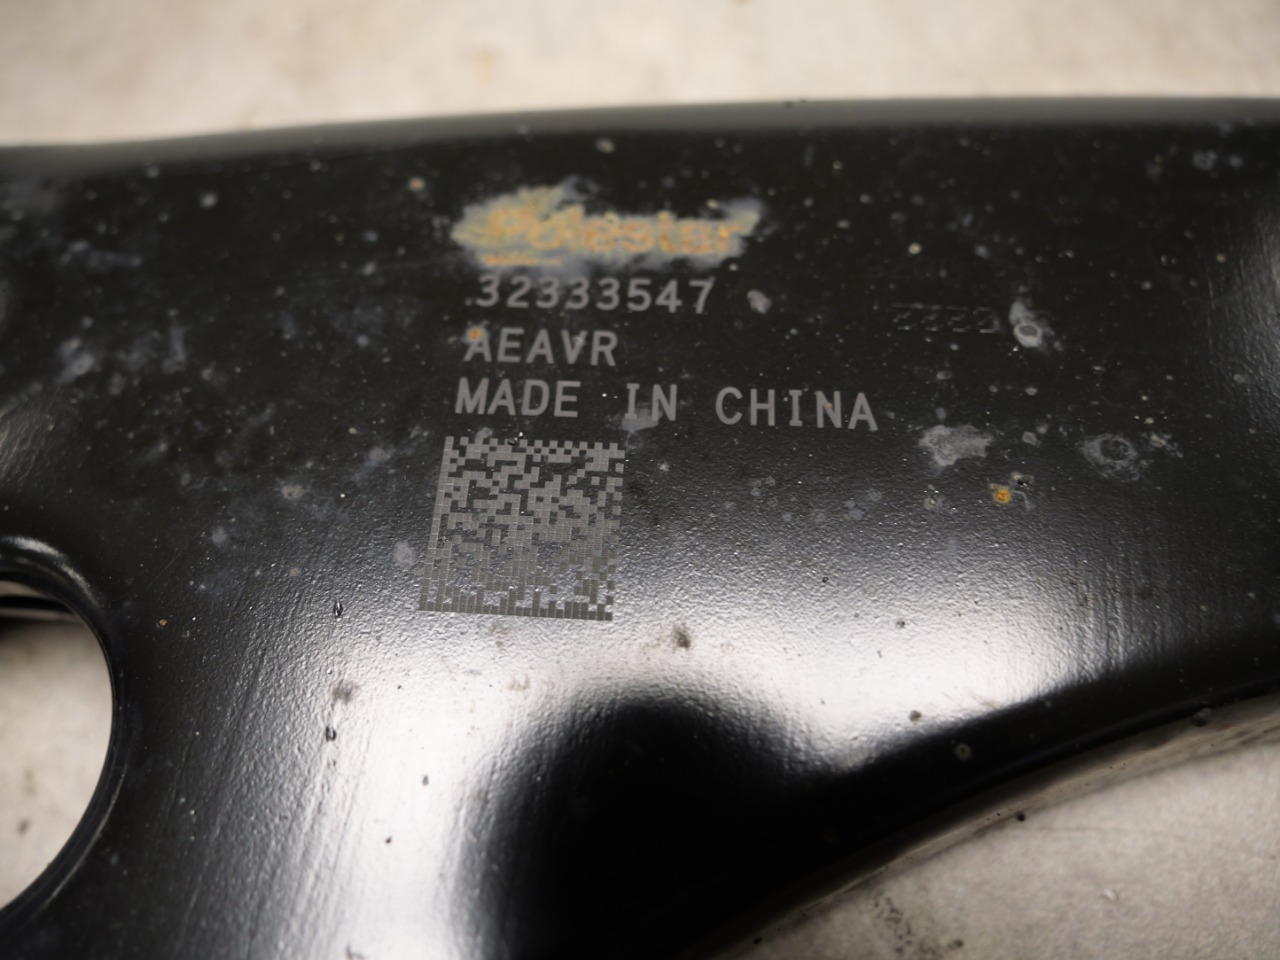 Polestar
32333547
AEAVR
MADE IN CHINA